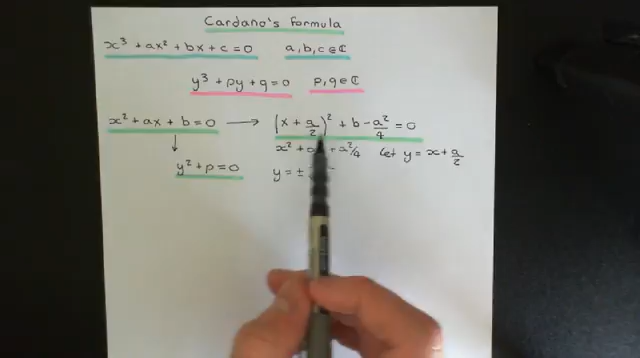 Cardano's Formula
x³ + ax² + bx + c = 0 a, b, c ∈ ℂ
y³ + py + q = 0 p, q ∈ ℂ
x² + ax + b = 0 → (x + a/2)² + b - a²/4 = 0
x² + a + a²/4 Let y = x + a/2
↓
y² + p = 0 y = ±